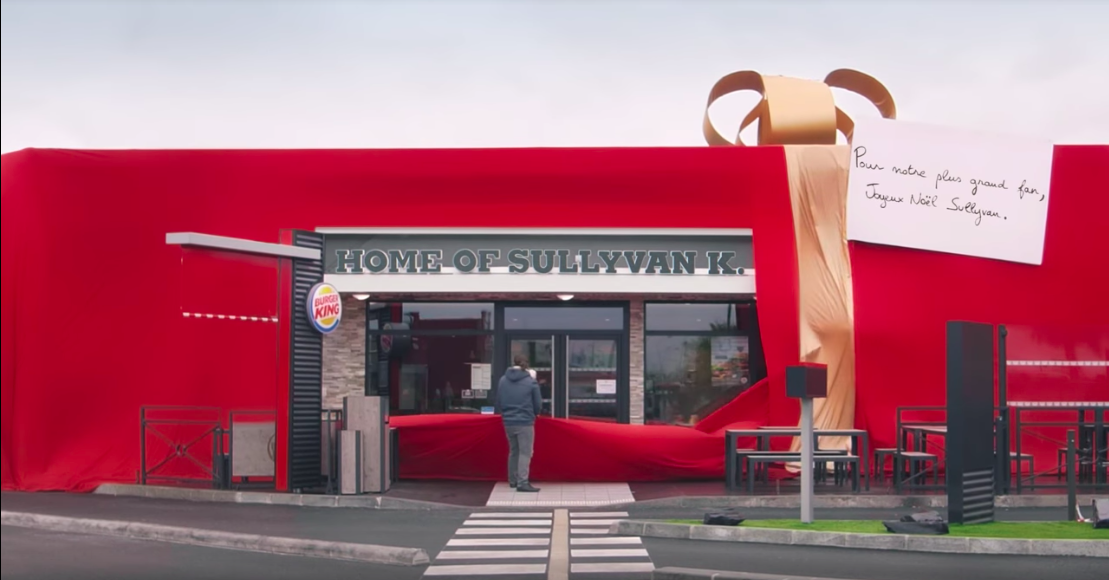 Pour notre plus grand fan,
Joyeux Noël Sullyvan.
HOME OF SULLYVAN K.
BURGER
KING